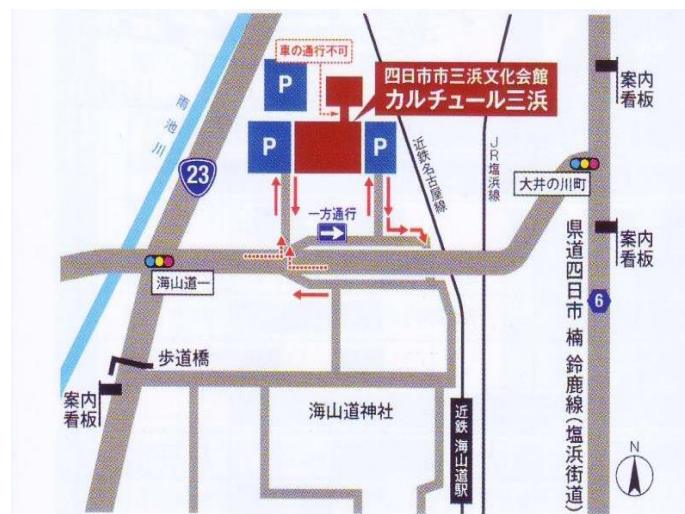 車の通行不可
P
四日市市三浜文化会館
カルチュール三浜
案内
看板
雨池川
P
P
23
近鉄名古屋線
JR塩浜線
大井の川町
一方通行
海山道一
案内
看板
県道四日市 楠 鈴鹿線(塩浜街道)
6
歩道橋
案内
看板
海山道神社
近鉄 海山道駅
N